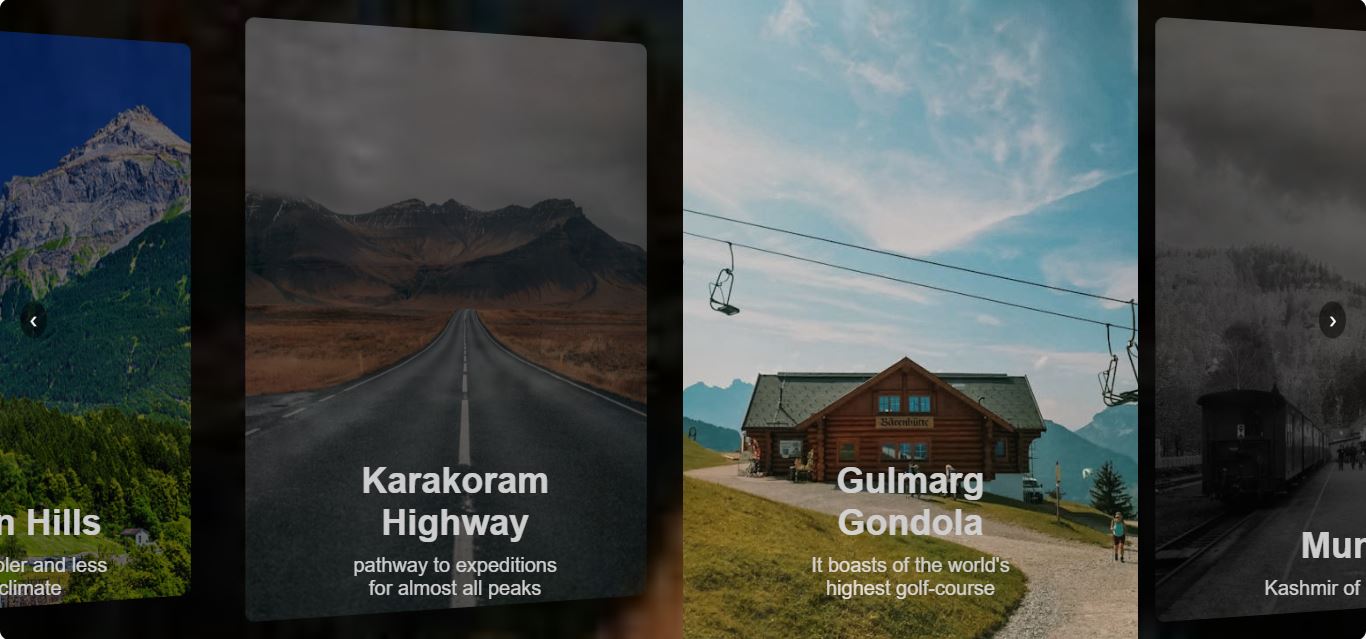 n Hills
oler and less
climate
Karakoram
Highway
pathway to expeditions
for almost all peaks
Bärenhütte
Gulmarg
Gondola
It boasts of the world's
highest golf-course
Mur
Kashmir of